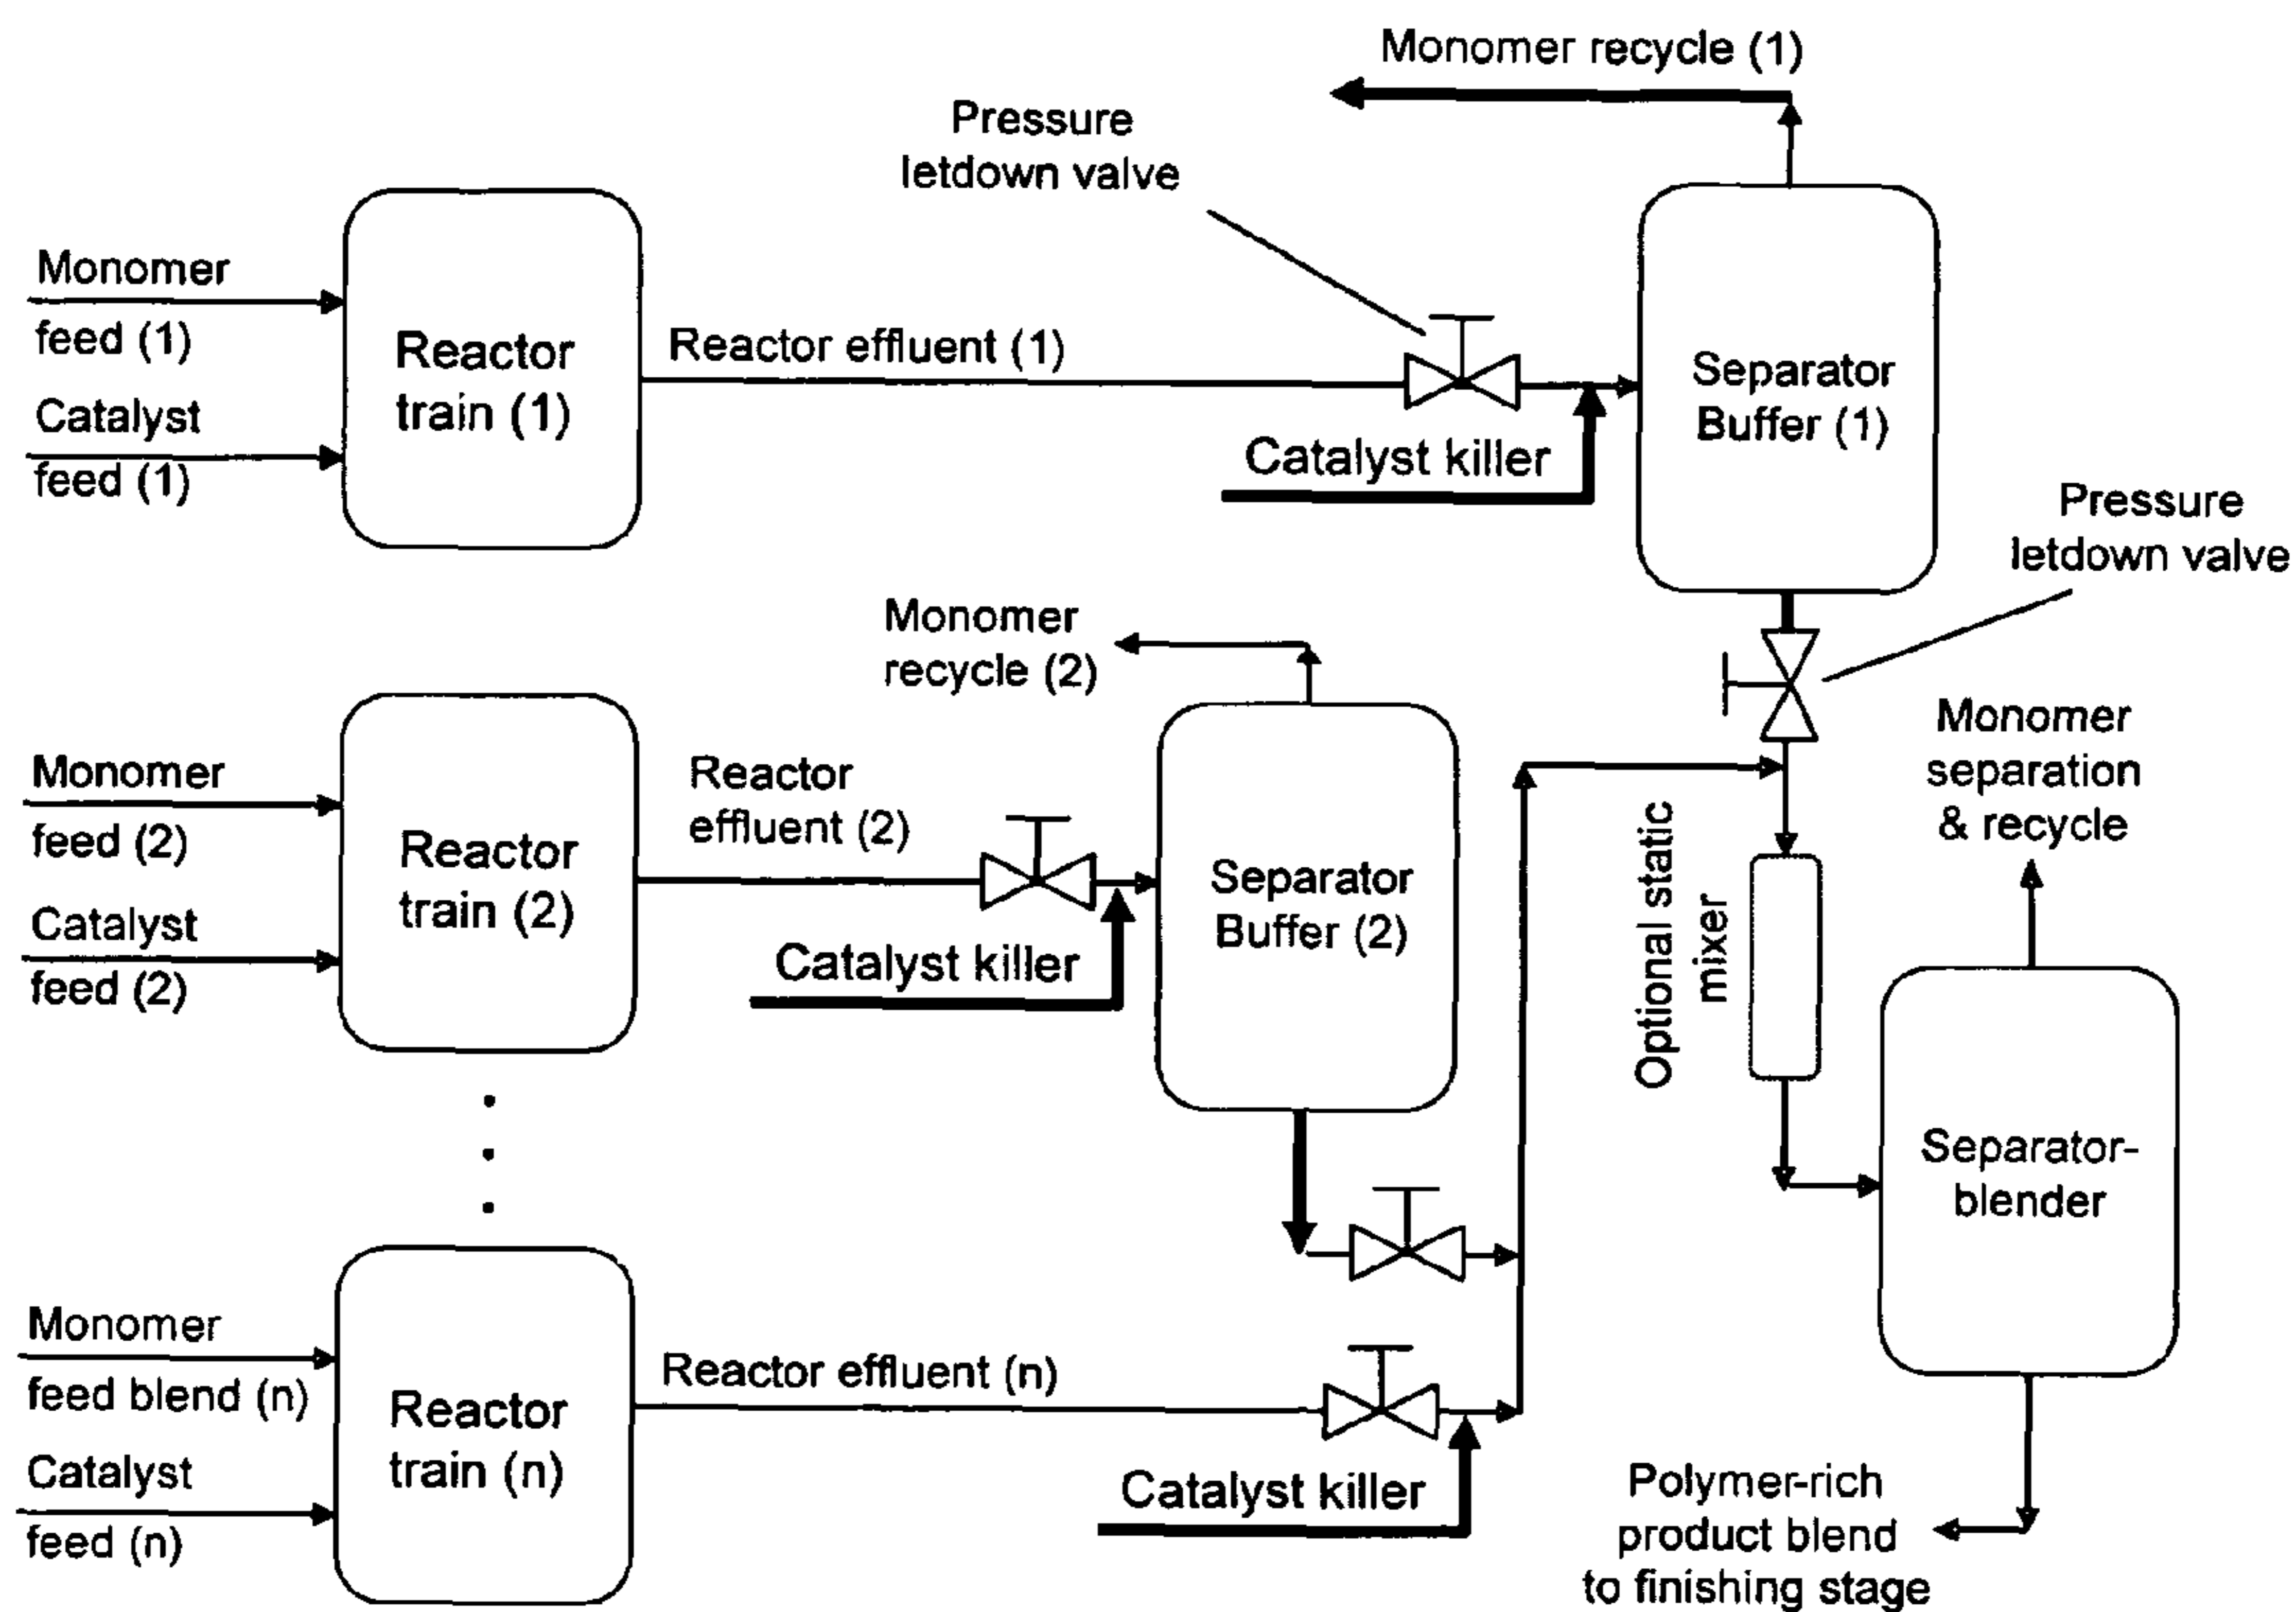 Monomer recycle (1)
Pressure
letdown valve
Monomer
feed (1)
Catalyst
feed (1)
Reactor
train (1)
Reactor effluent (1)
Catalyst killer
Separator
Buffer (1)
Pressure
letdown valve
Monomer
recycle (2)
Monomer
feed (2)
Catalyst
feed (2)
Reactor
train (2)
Reactor
effluent (2)
Catalyst killer
Separator
Buffer (2)
Optional static
mixer
Monomer
separation
& recycle
Separator-
blender
Monomer
feed blend (n)
Catalyst
feed (n)
Reactor
train (n)
Reactor effluent (n)
Catalyst killer
Polymer-rich
product blend
to finishing stage